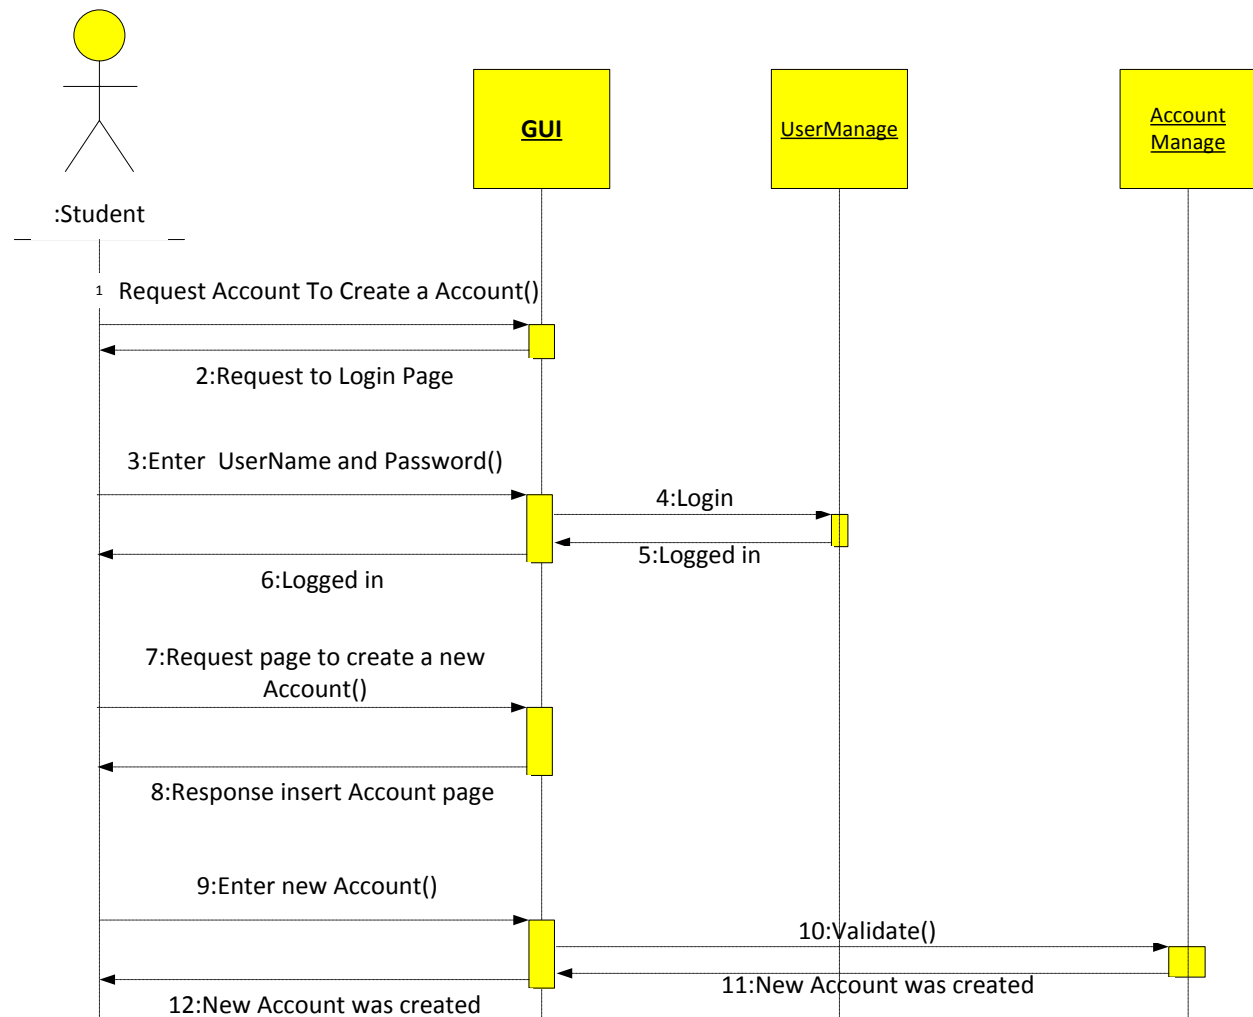 GUI
UserManage
Account
Manage
:Student
1 Request Account To Create a Account()
2:Request to Login Page
3:Enter UserName and Password()
4:Login
5:Logged in
6:Logged in
7:Request page to create a new
Account()
8:Response insert Account page
9:Enter new Account()
10:Validate()
11:New Account was created
12:New Account was created